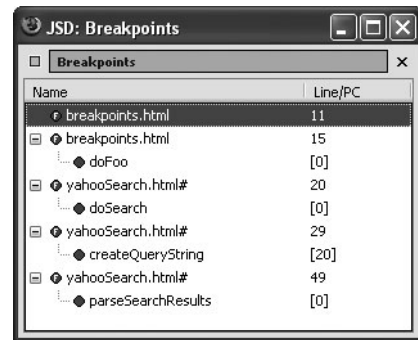 JSD: Breakpoints
Breakpoints
Name Line/PC
breakpoints.html 11
breakpoints.html 15
doFoo [0]
yahooSearch.html# 20
doSearch [0]
yahooSearch.html# 29
createQueryString [20]
yahooSearch.html# 49
parseSearchResults [0]